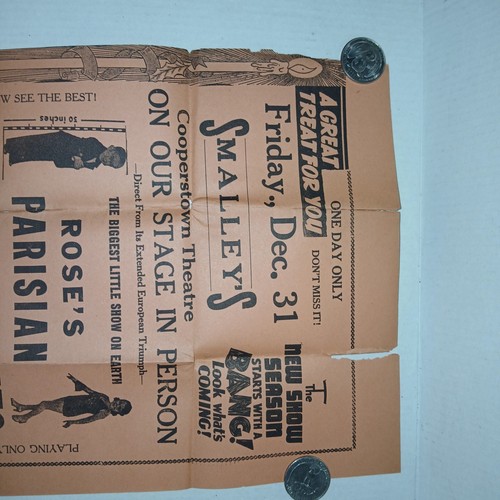 A GREAT
TREAT FOR YOU
ONE DAY ONLY
DON'T MISS IT!
Friday., Dec. 31
The
NEW SHOW
SEASON
STARTS WITH A
BANG!
Look what's
COMING!
SMALLEY'S
Cooperstown Theatre
ON OUR STAGE IN PERSON
—Direct From Its Extended European Triumph—
THE BIGGEST LITTLE SHOW ON EARTH
SEE THE BEST!
30 inches
ROSE'S
PARISIAN
PLAYING ONLY